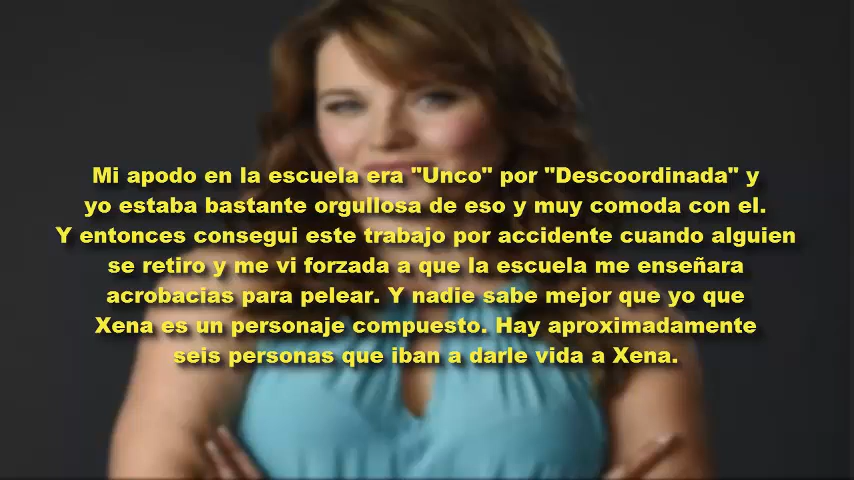 Mi apodo en la escuela era "Unco" por "Descoordinada" y
yo estaba bastante orgullosa de eso y muy comoda con el.
Y entonces consegui este trabajo por accidente cuando alguien
se retiro y me vi forzada a que la escuela me enseñara
acrobacias para pelear. Y nadie sabe mejor que yo que
Xena es un personaje compuesto. Hay aproximadamente
seis personas que iban a darle vida a Xena.